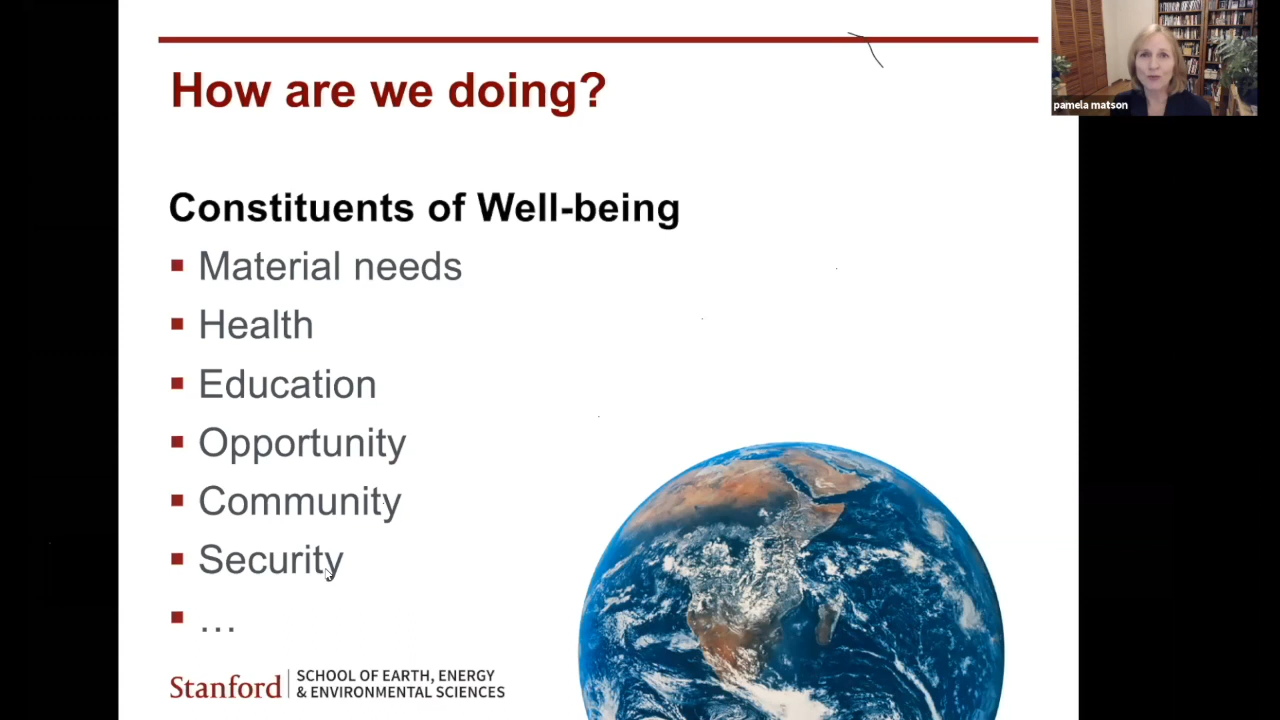 How are we doing?
pamela matson
Constituents of Well-being
▪ Material needs
▪ Health
▪ Education
▪ Opportunity
▪ Community
▪ Security
▪ …
Stanford | SCHOOL OF EARTH, ENERGY
& ENVIRONMENTAL SCIENCES